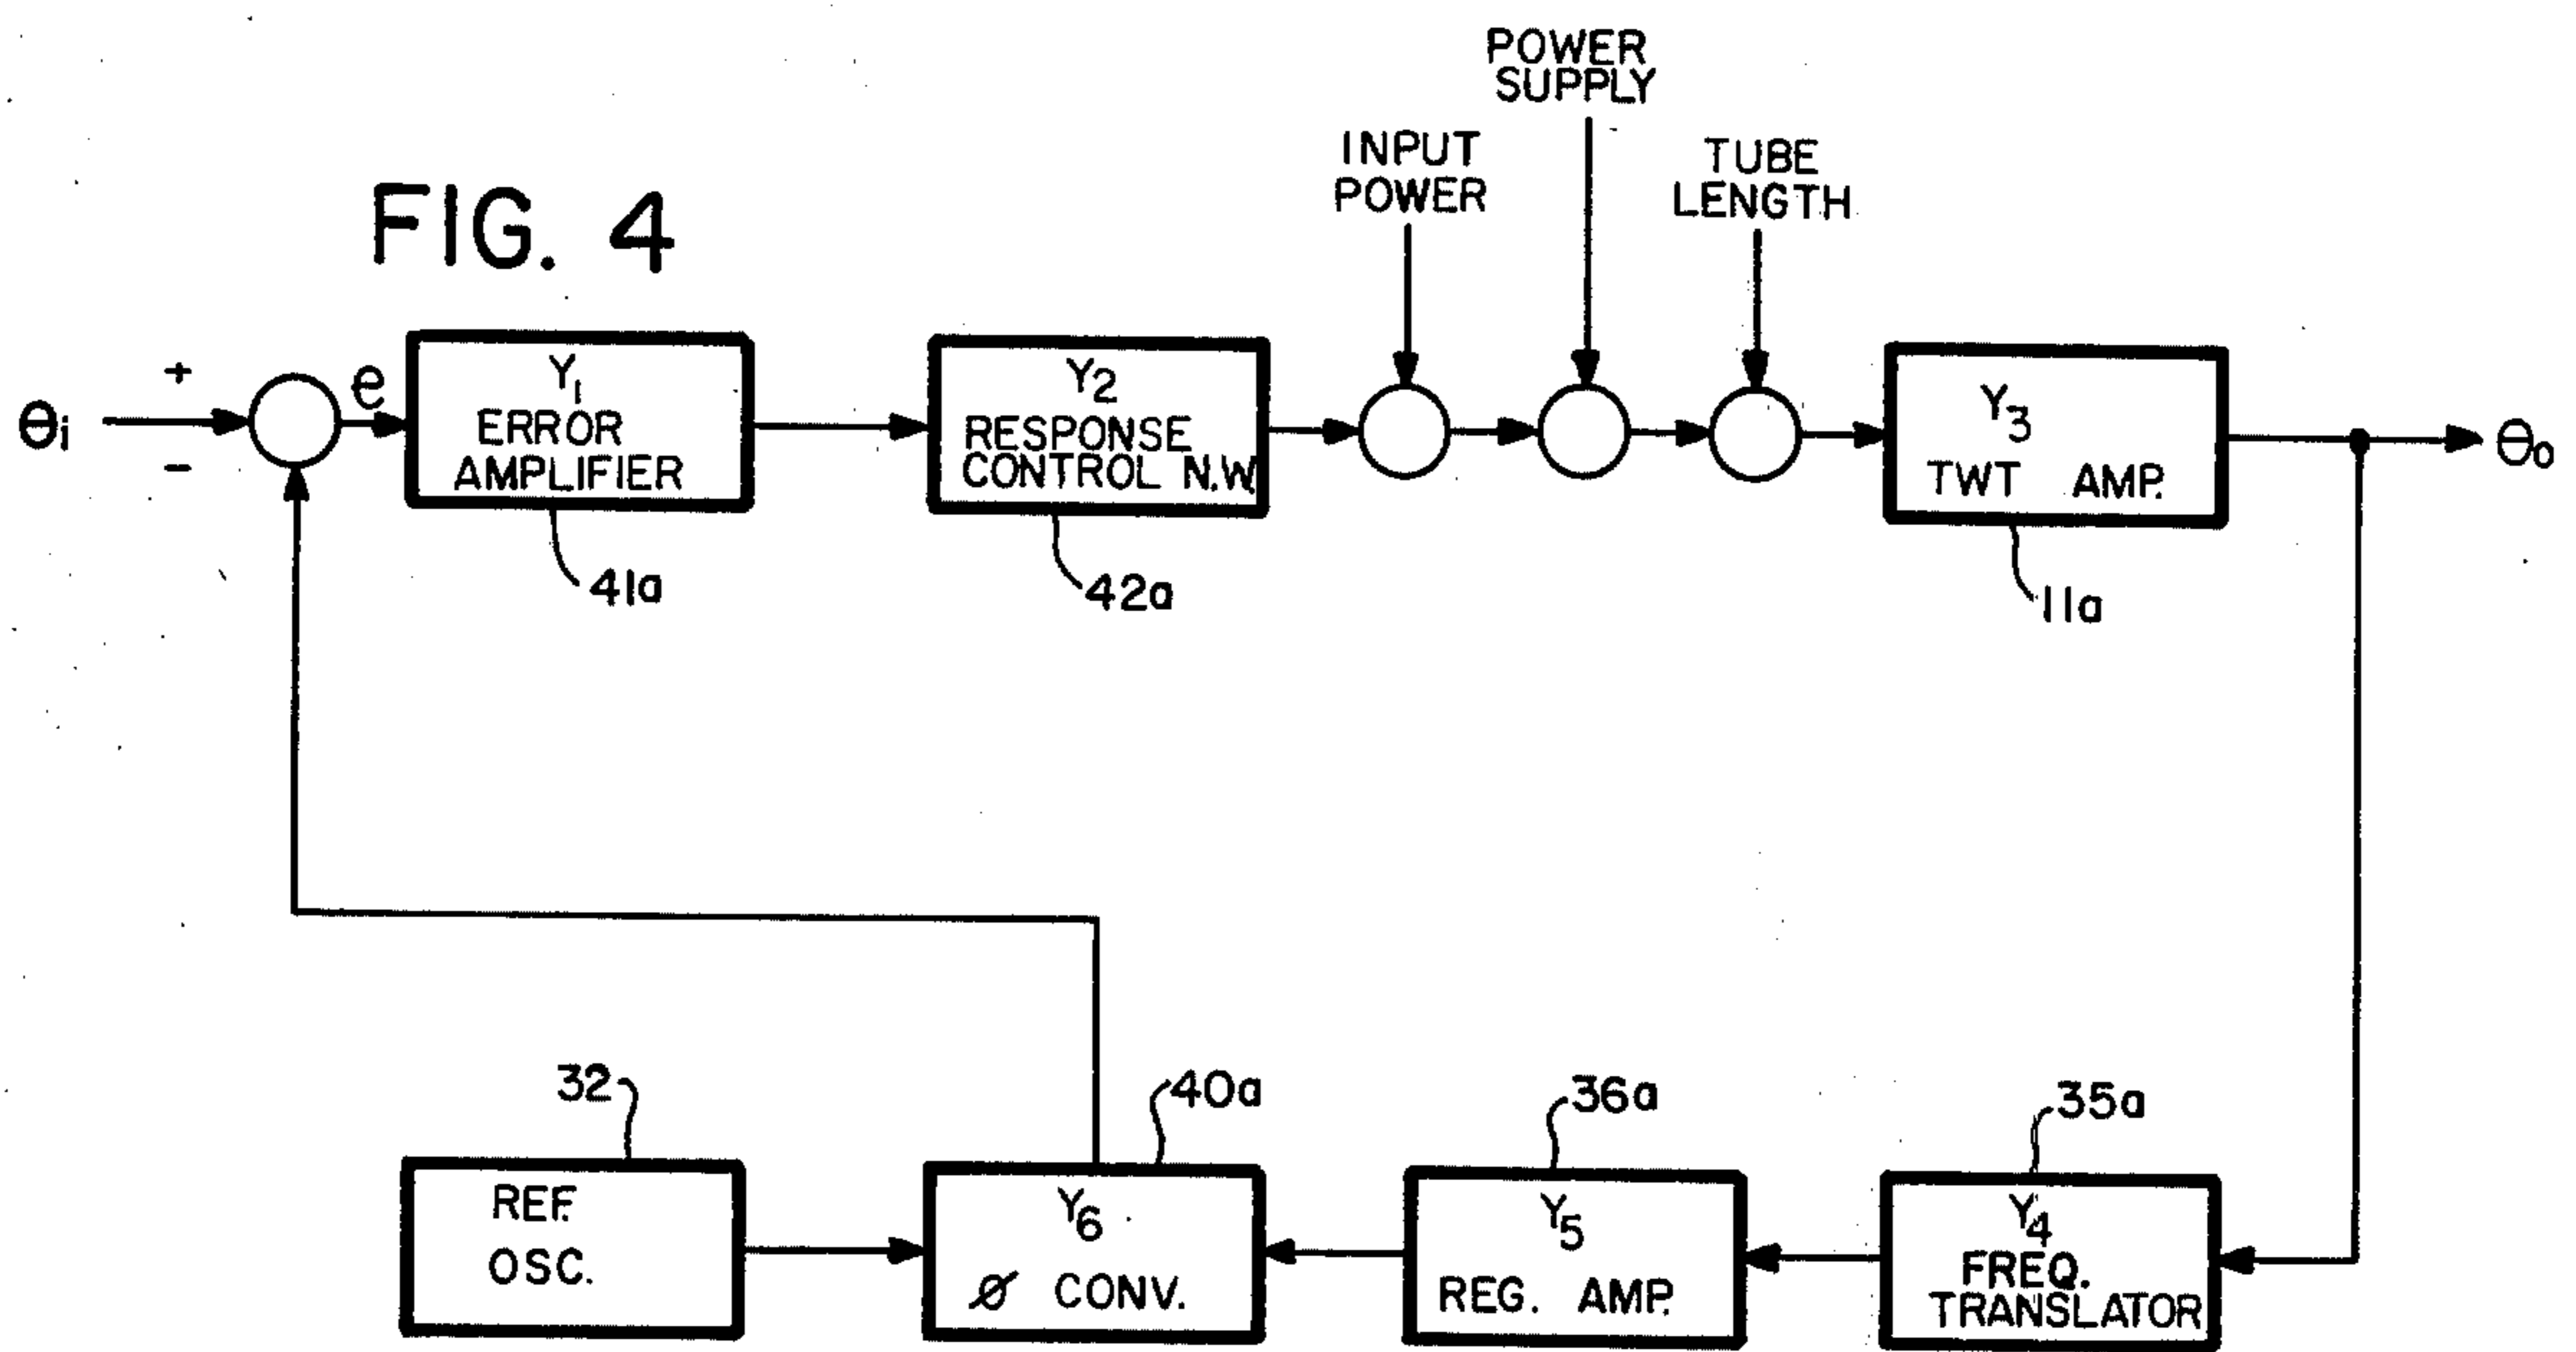 FIG. 4
POWER
SUPPLY
INPUT
POWER
TUBE
LENGTH
θi
+
−
e
Y1
ERROR
AMPLIFIER
41a
Y2
RESPONSE
CONTROL N.W.
42a
Y3
TWT AMP.
11a
θo
32
REF.
OSC.
40a
Y6
Ø CONV.
36a
Y5
REG. AMP.
35a
Y4
FREQ.
TRANSLATOR